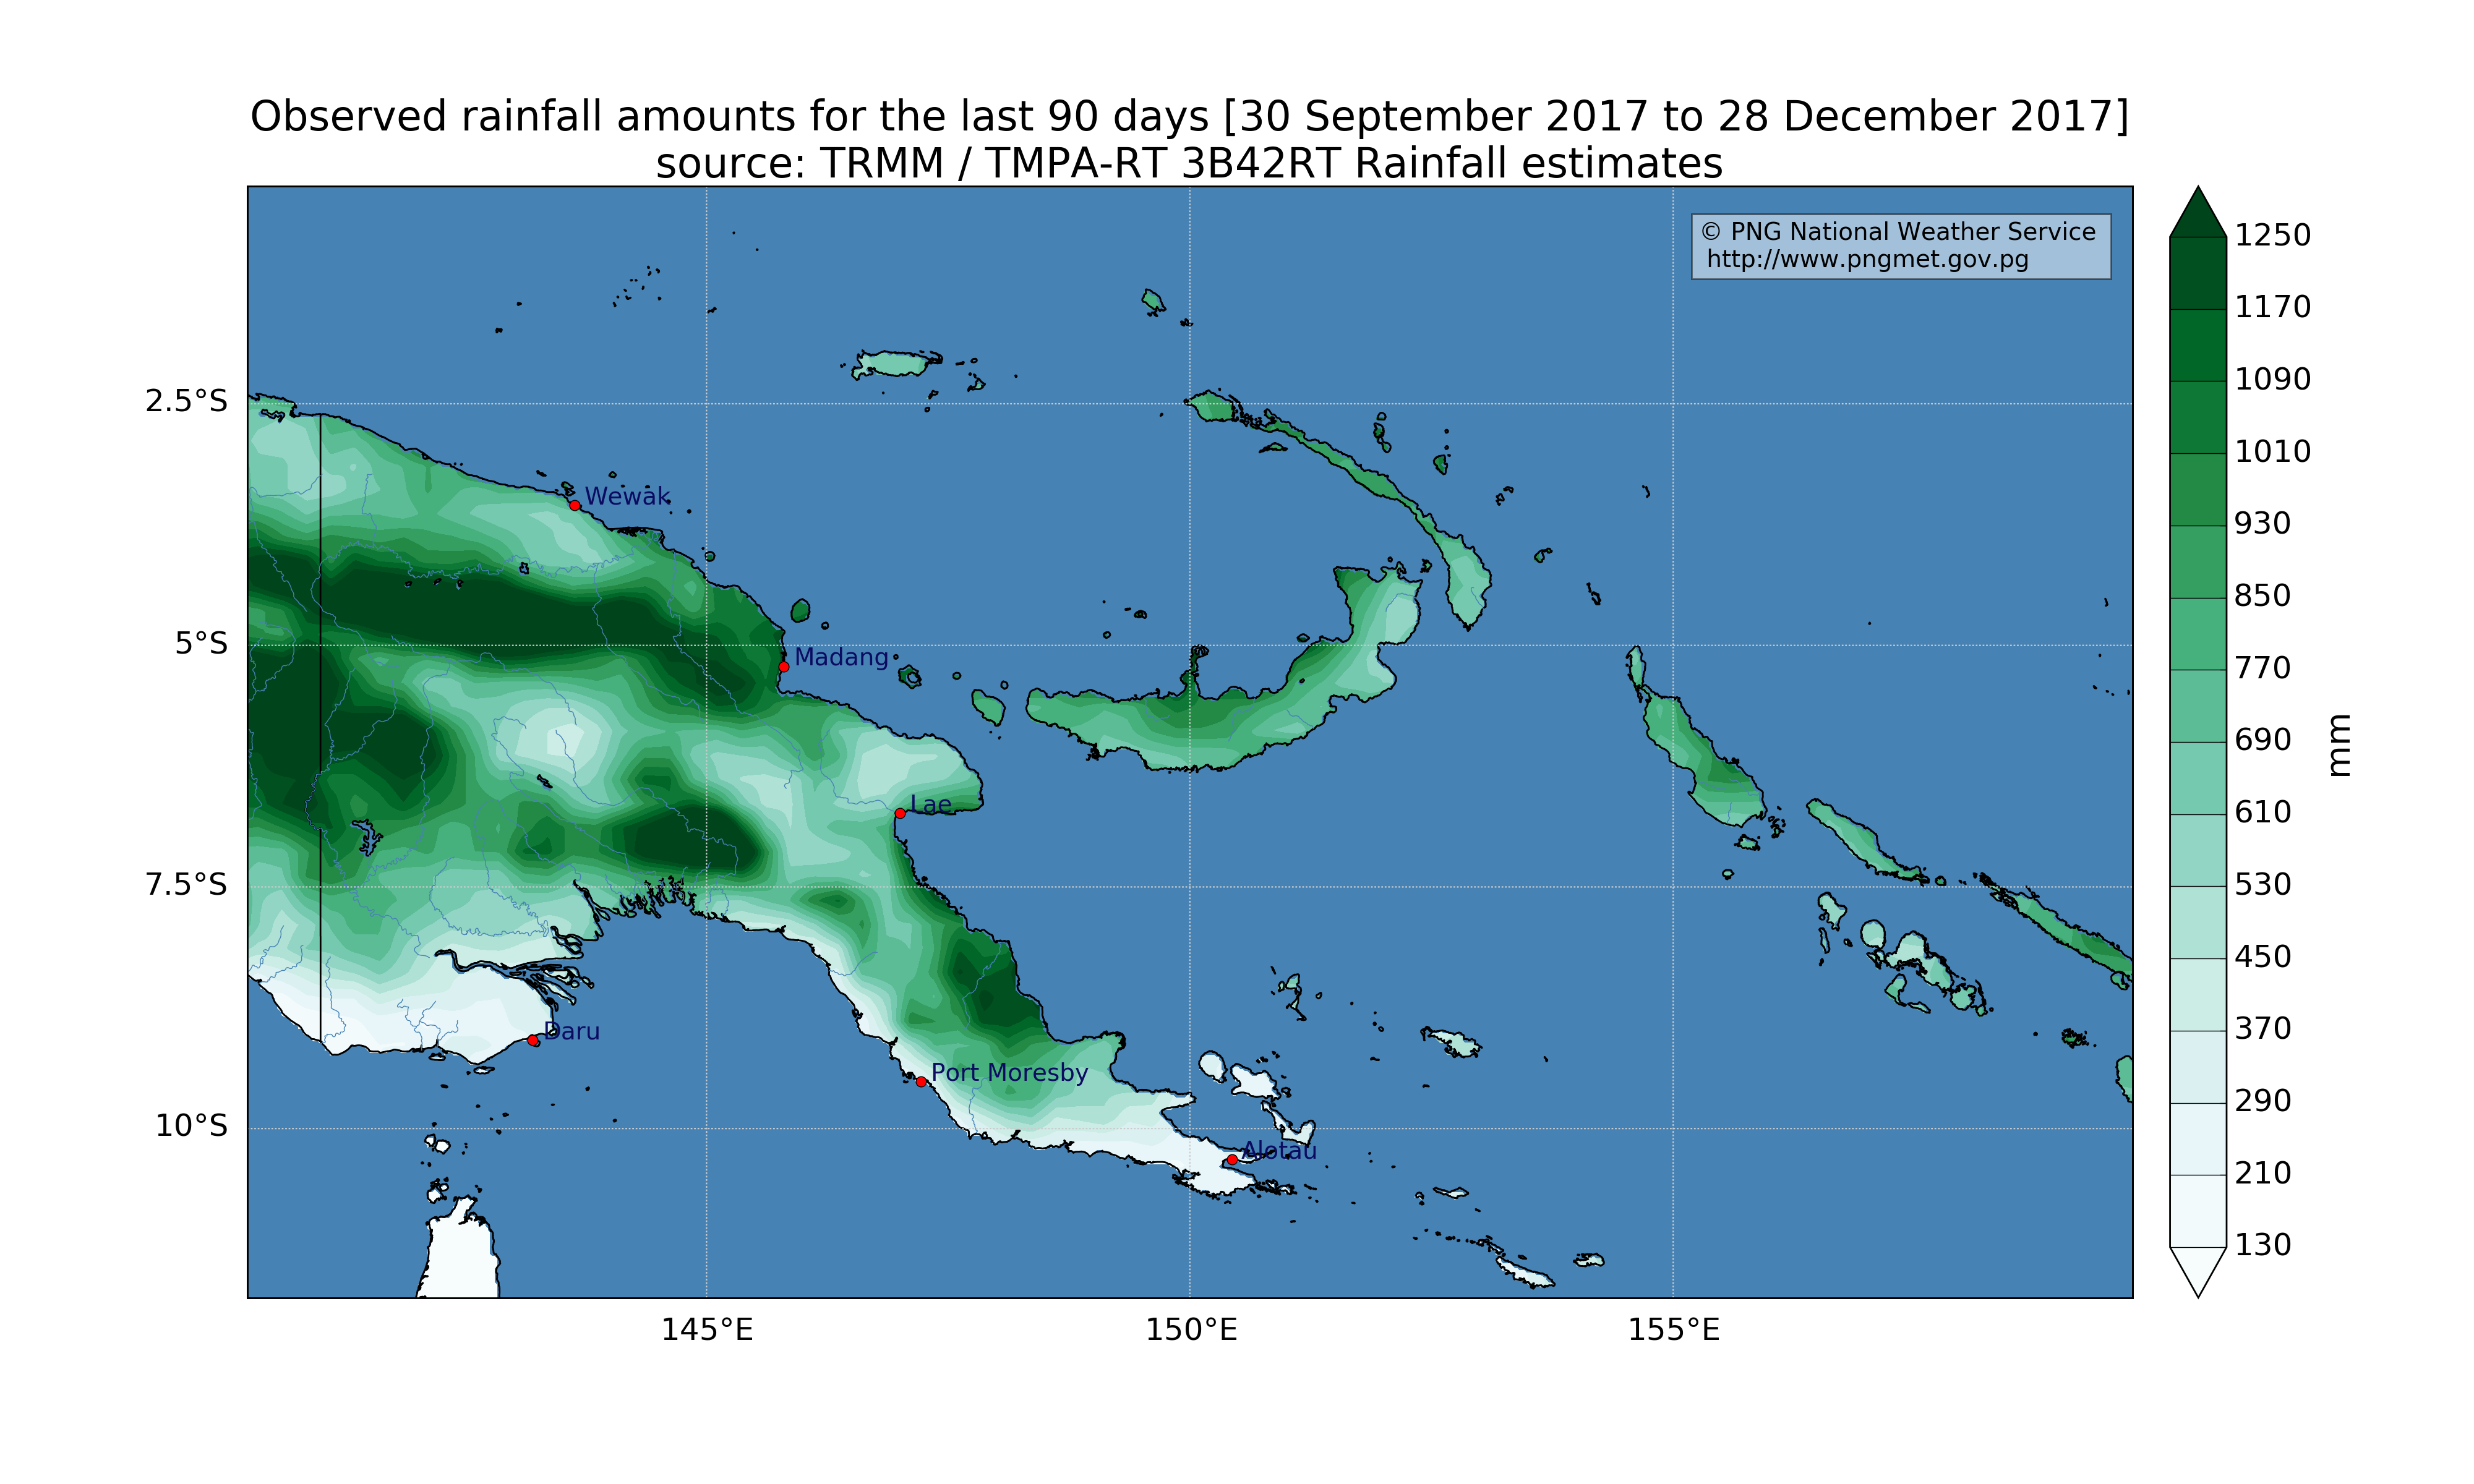 Observed rainfall amounts for the last 90 days [30 September 2017 to 28 December 2017]
source: TRMM / TMPA-RT 3B42RT Rainfall estimates
© PNG National Weather Service
http://www.pngmet.gov.pg
1250
1170
1090
1010
930
850
770
690
610
530
450
370
290
210
130
mm
2.5°S
5°S
7.5°S
10°S
Wewak
Madang
Lae
Daru
Port Moresby
Alotau
145°E
150°E
155°E